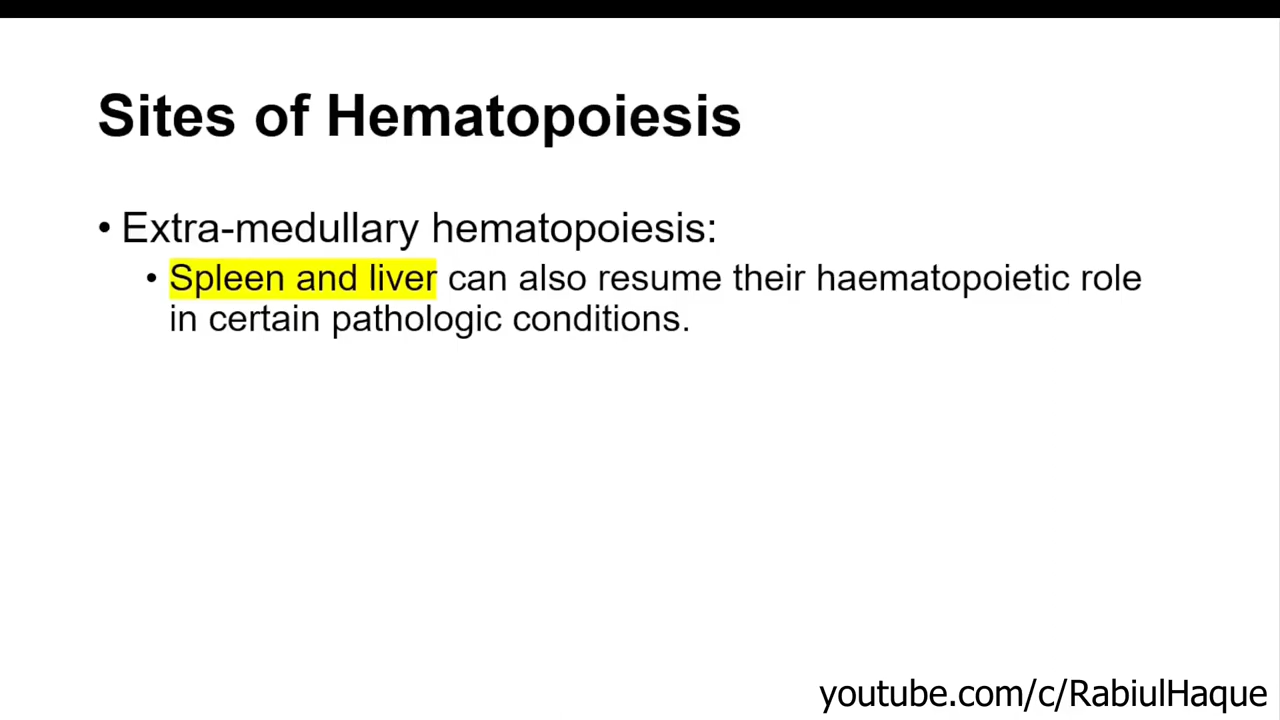 Sites of Hematopoiesis
• Extra-medullary hematopoiesis:
• Spleen and liver can also resume their haematopoietic role
in certain pathologic conditions.
youtube.com/c/RabiulHaque